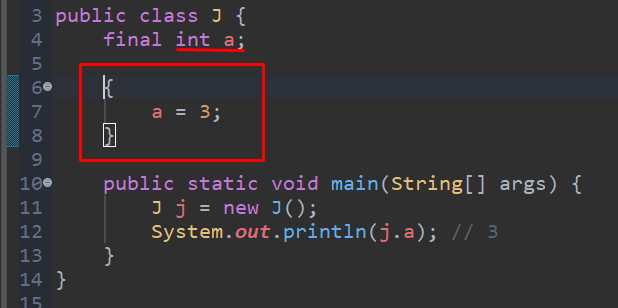 3 public class J {
4     final int a;
5
6     {
7         a = 3;
8     }
9
10     public static void main(String[] args) {
11         J j = new J();
12         System.out.println(j.a); // 3
13     }
14 }
15